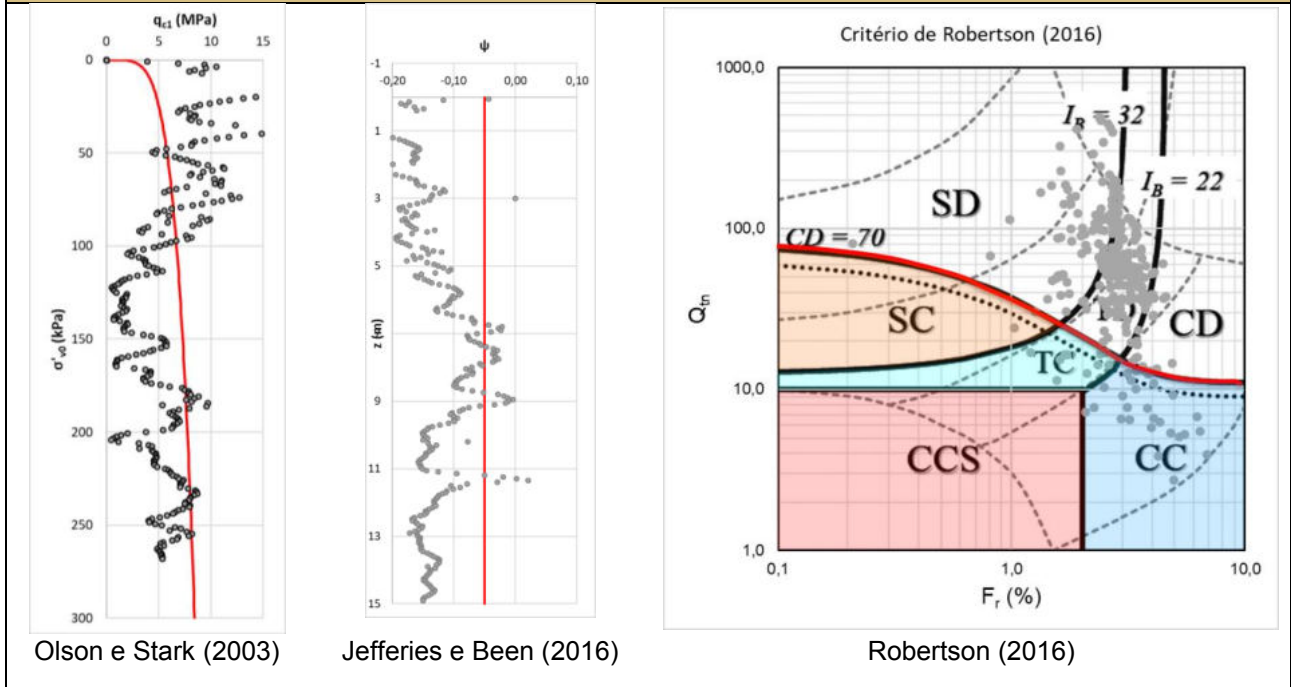 q_c1 (MPa)
0 5 10 15
0
50
100
150
200
250
300
σ'_v0 (kPa)
Olson e Stark (2003)
ψ
-0,20 -0,10 0,00 0,10
-1
1
3
5
9
11
13
15
z (m)
Jefferies e Been (2016)
Critério de Robertson (2016)
1000,0
100,0
10,0
1,0
Q_tn
I_B = 32
I_B = 22
SD
CD = 70
SC
CD
TC
CCS
CC
0,1 1,0 10,0
F_r (%)
Robertson (2016)